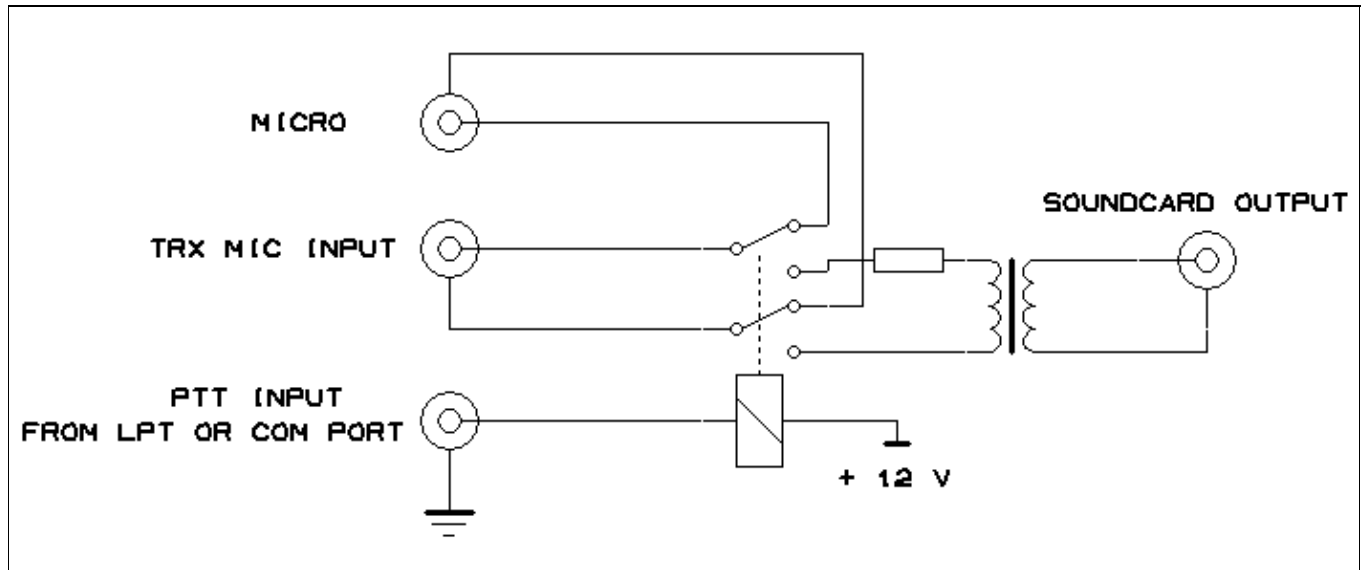 MICRO
SOUNDCARD OUTPUT
TRX MIC INPUT
PTT INPUT
FROM LPT OR COM PORT
+ 12 V